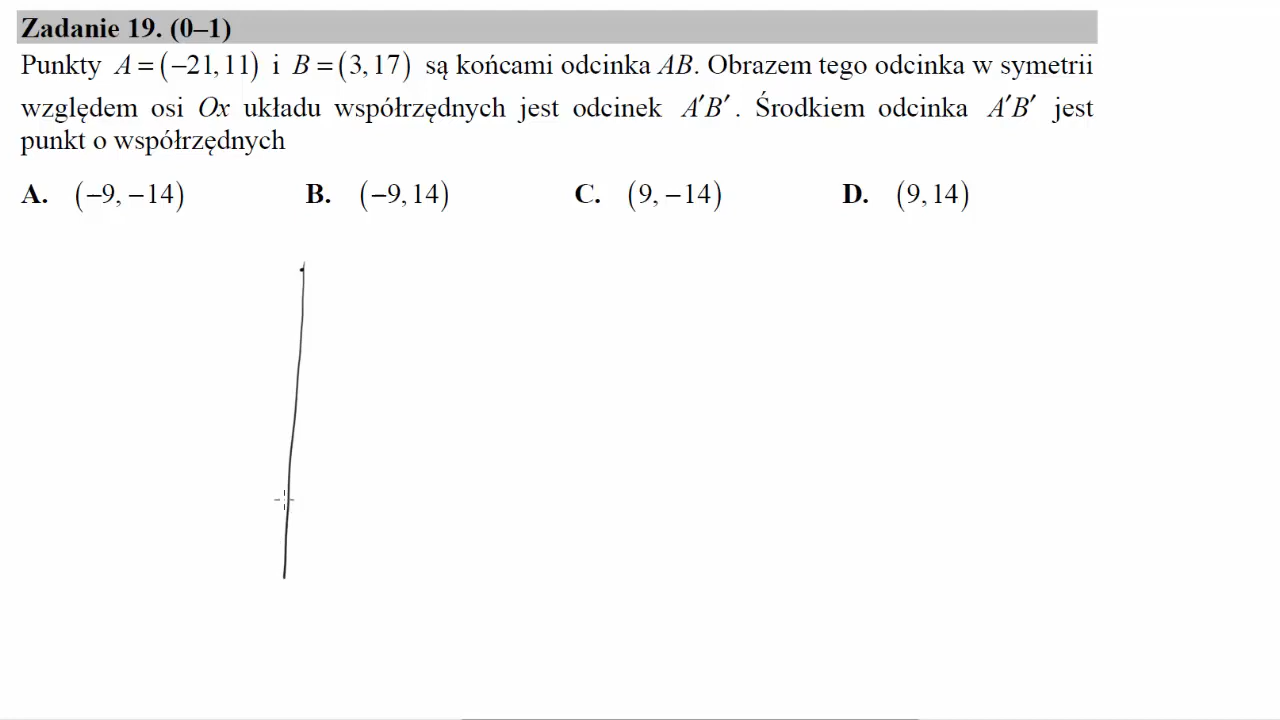 Zadanie 19. (0–1)
Punkty A = (−21, 11) i B = (3, 17) są końcami odcinka AB. Obrazem tego odcinka w symetrii
względem osi Ox układu współrzędnych jest odcinek A′B′. Środkiem odcinka A′B′ jest
punkt o współrzędnych
A. (−9, −14) B. (−9, 14) C. (9, −14) D. (9, 14)